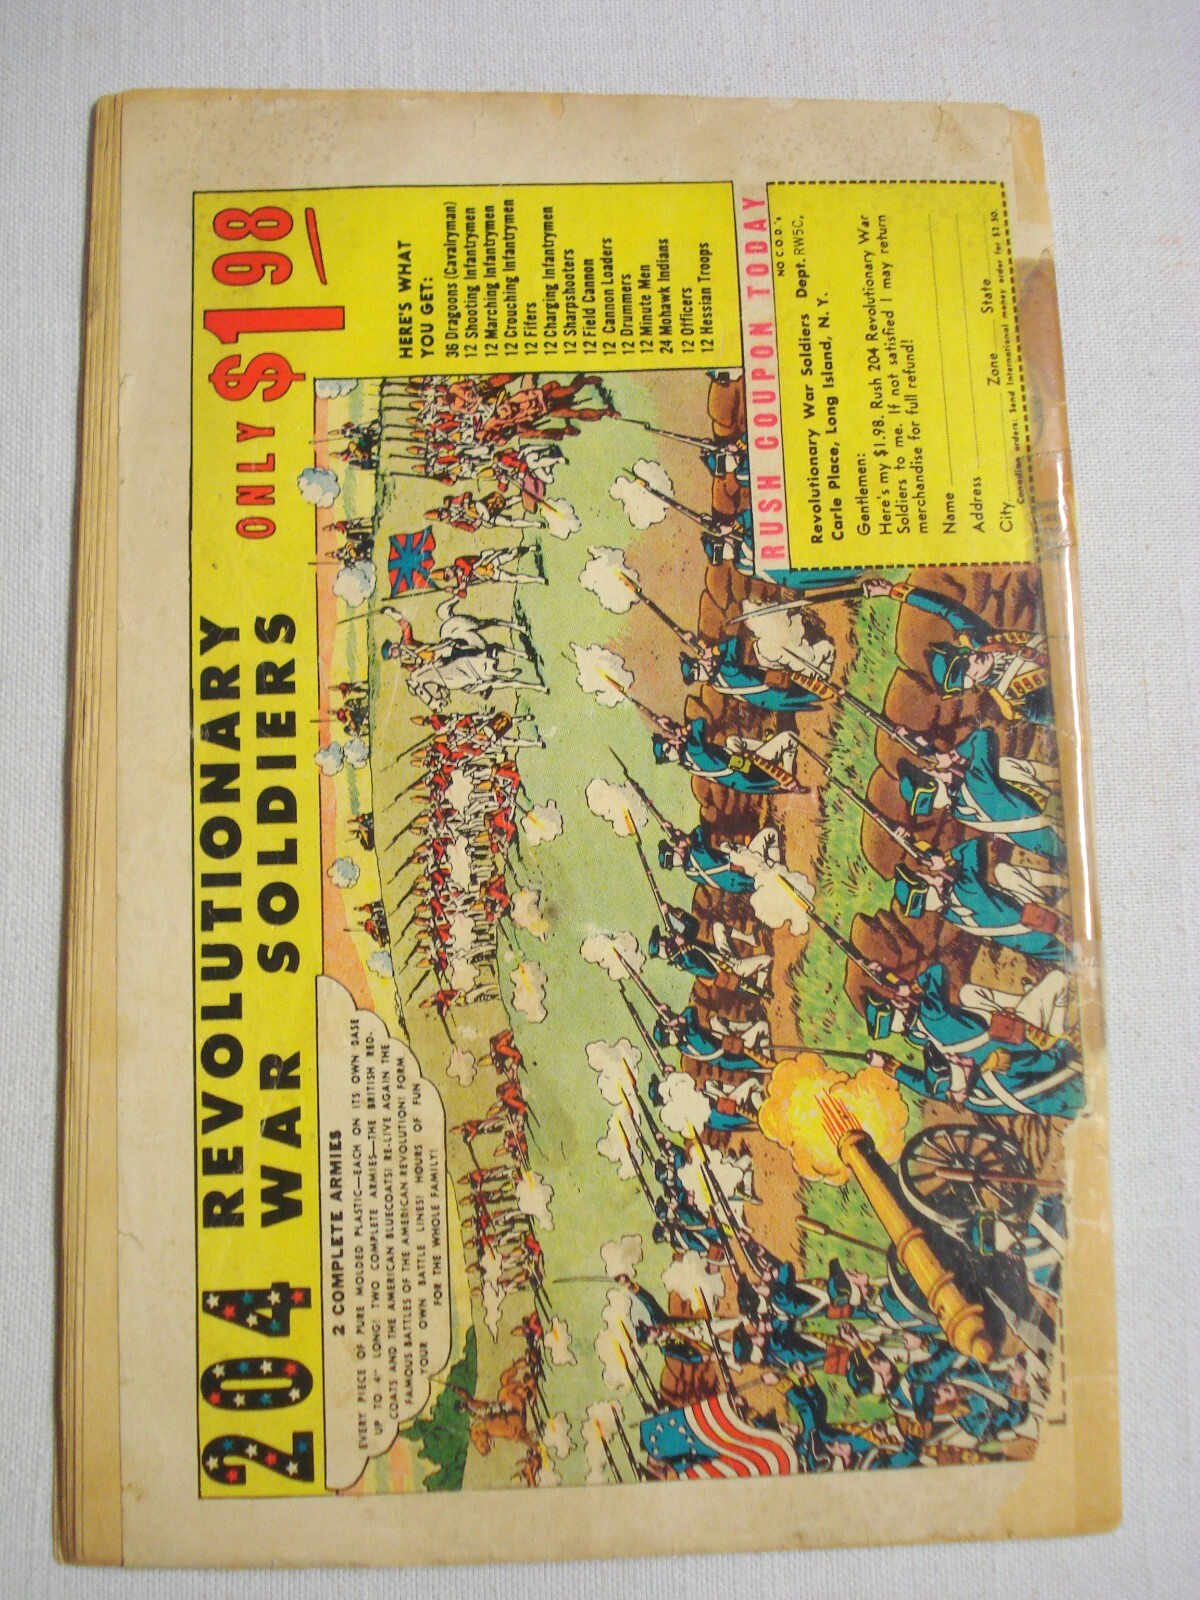 204 REVOLUTIONARY
WAR SOLDIERS ONLY $1.98
2 COMPLETE ARMIES
EVERY PIECE OF PURE MOLDED PLASTIC—EACH ON ITS OWN BASE
UP TO 4" LONG! TWO COMPLETE ARMIES—THE BRITISH RED-
COATS AND THE AMERICAN BLUECOATS! RE-LIVE AGAIN THE
FAMOUS BATTLES OF THE AMERICAN REVOLUTION! FORM
YOUR OWN BATTLE LINES! HOURS OF FUN
FOR THE WHOLE FAMILY!
HERE'S WHAT
YOU GET:
36 Dragoons (Cavalryman)
12 Shooting Infantrymen
12 Marching Infantrymen
12 Crouching Infantrymen
12 Fifers
12 Charging Infantrymen
12 Sharpshooters
12 Field Cannon
12 Cannon Loaders
12 Drummers
12 Minute Men
24 Mohawk Indians
12 Officers
12 Hessian Troops
RUSH COUPON TODAY
NO C.O.D.'s
Revolutionary War Soldiers Dept. RW5C,
Carle Place, Long Island, N. Y.
Gentlemen:
Here's my $1.98. Rush 204 Revolutionary War
Soldiers to me. If not satisfied I may return
merchandise for full refund!
Name
Address
City Zone State
Canadian orders: Send International money order for $2.50.